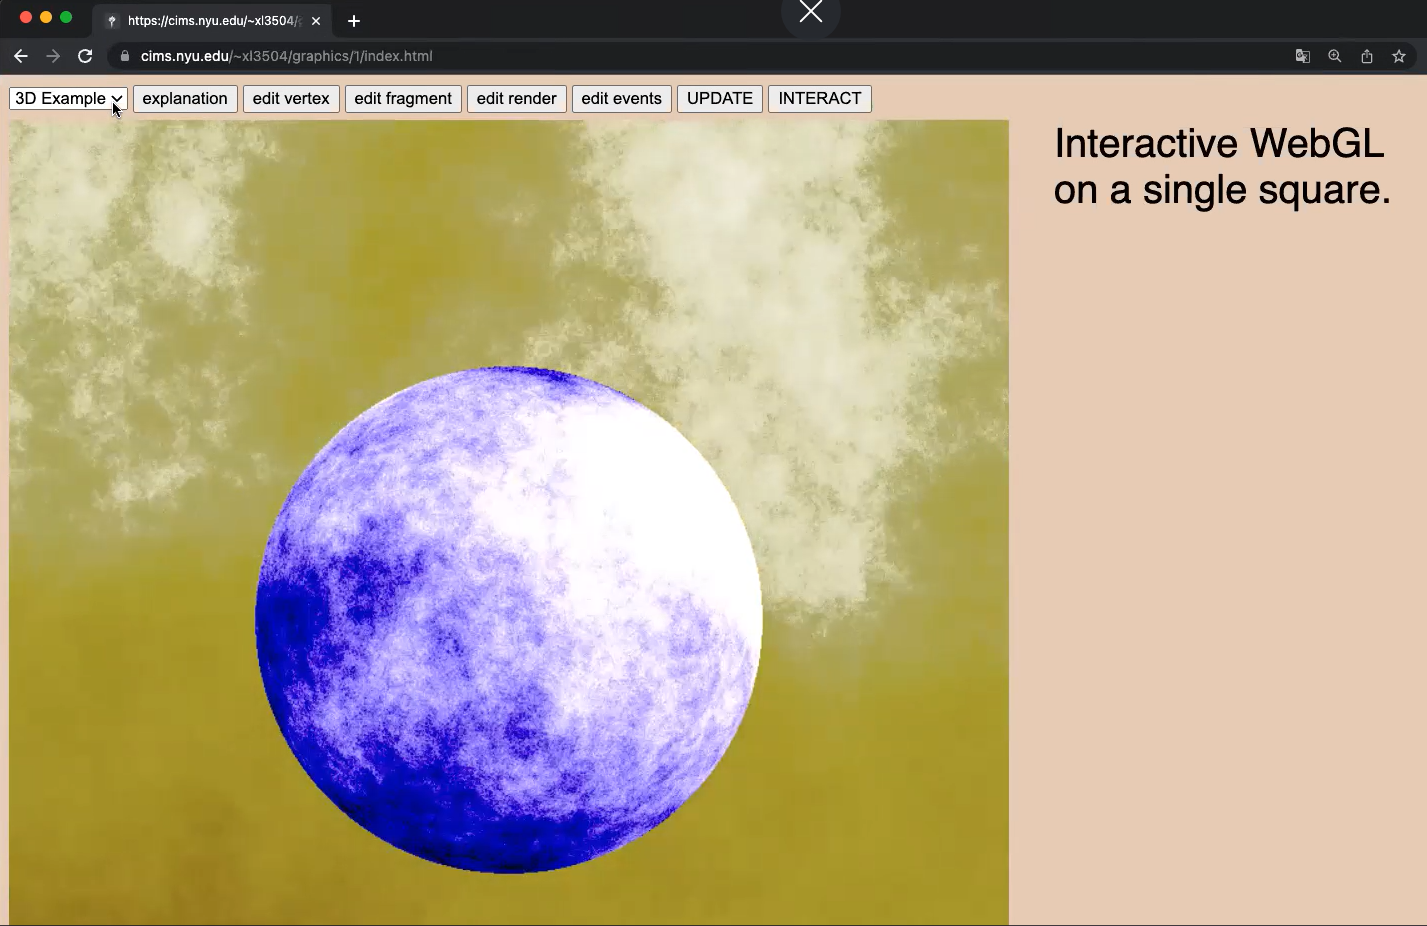 https://cims.nyu.edu/~xl3504/
cims.nyu.edu/~xl3504/graphics/1/index.html
3D Example explanation edit vertex edit fragment edit render edit events UPDATE INTERACT
Interactive WebGL
on a single square.